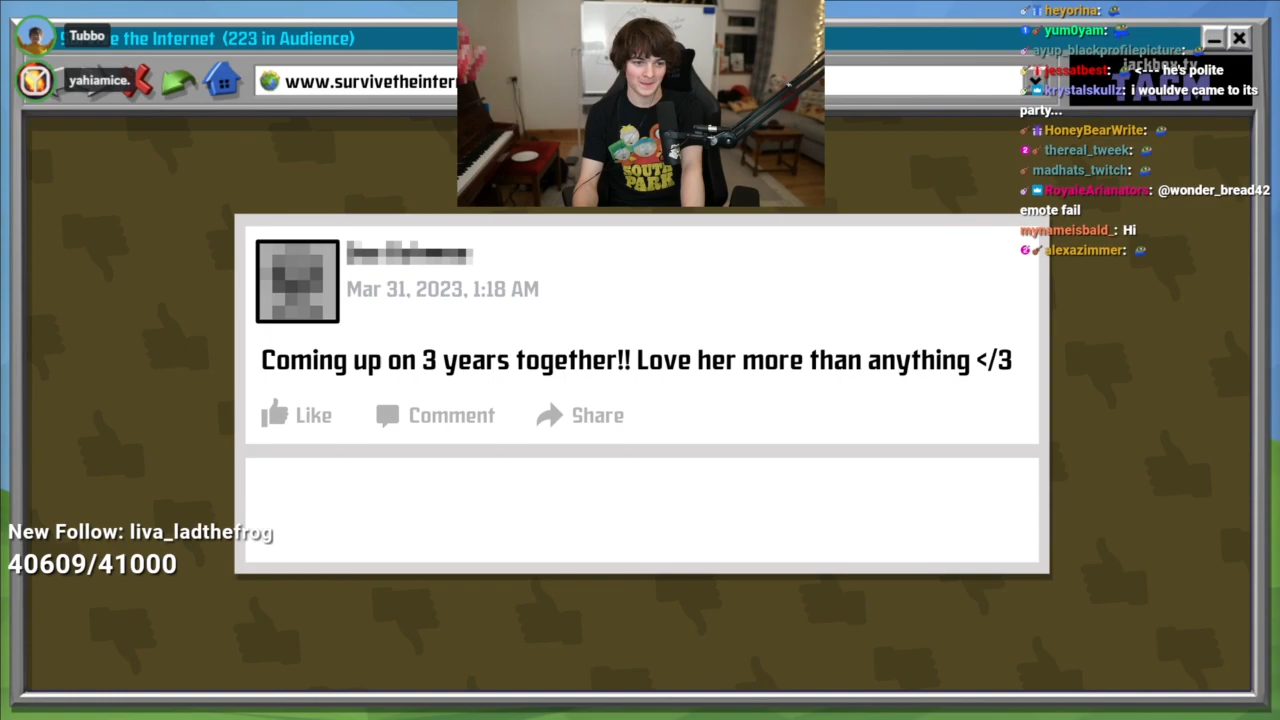 Tubbo
e the Internet (223 in Audience)
yahiamice.
www.survivetheinter
SOUTH
PARK
jackbox.tv
heyorina:
yum0yam:
ayup_blackprofilepicture:
jessatbest: <--- he's polite
krystalskullz: i wouldve came to its
party...
HoneyBearWrite:
thereal_tweek:
madhats_twitch:
RoyaleArianators: @wonder_bread42
emote fail
mynameisbald_: Hi
alexazimmer:
Mar 31, 2023, 1:18 AM
Coming up on 3 years together!! Love her more than anything </3
Like Comment Share
New Follow: liva_ladthefrog
40609/41000